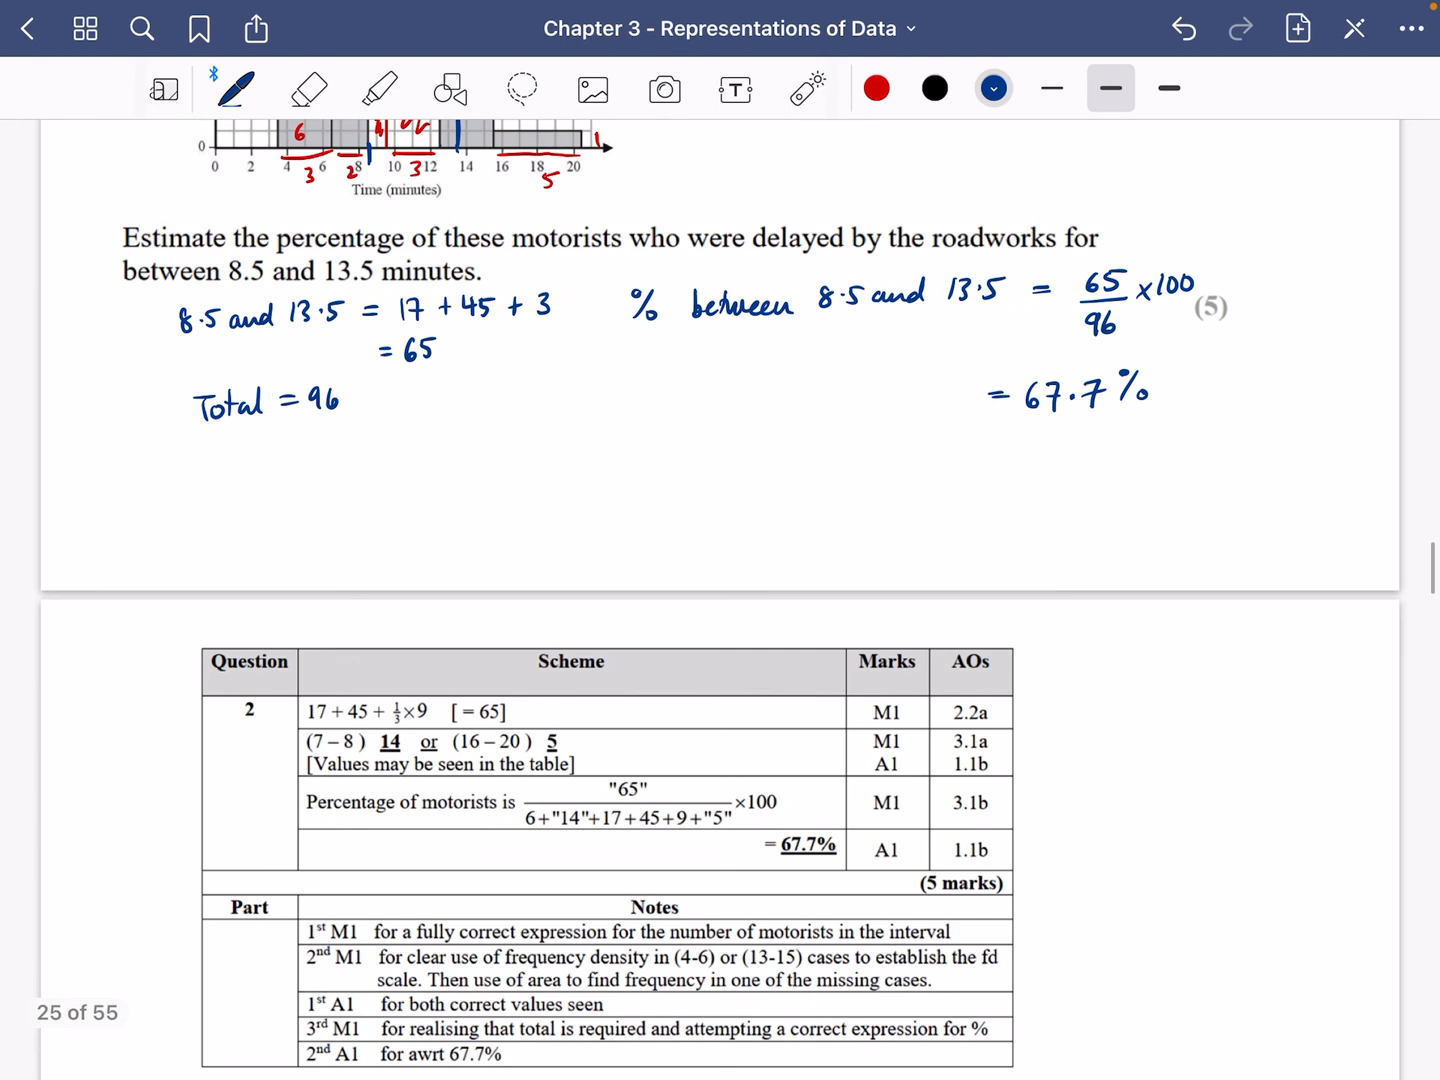 Chapter 3 - Representations of Data
0
6
0 2 4 6 8 10 12 14 16 18 20
3 2 3 5
Time (minutes)
Estimate the percentage of these motorists who were delayed by the roadworks for
between 8.5 and 13.5 minutes.
(5)
8.5 and 13.5 = 17 + 45 + 3
= 65
Total = 96
% between 8.5 and 13.5 = 65/96 ×100
= 67.7%
Question Scheme Marks AOs
2 17 + 45 + 1/3 × 9 [ = 65] M1 2.2a
(7 – 8 ) 14 or (16 – 20 ) 5 M1 3.1a
[Values may be seen in the table] A1 1.1b
Percentage of motorists is "65" / 6+"14"+17+45+9+"5" ×100 M1 3.1b
= 67.7% A1 1.1b
(5 marks)
Part Notes
1st M1 for a fully correct expression for the number of motorists in the interval
2nd M1 for clear use of frequency density in (4-6) or (13-15) cases to establish the fd
scale. Then use of area to find frequency in one of the missing cases.
1st A1 for both correct values seen
3rd M1 for realising that total is required and attempting a correct expression for %
2nd A1 for awrt 67.7%
25 of 55